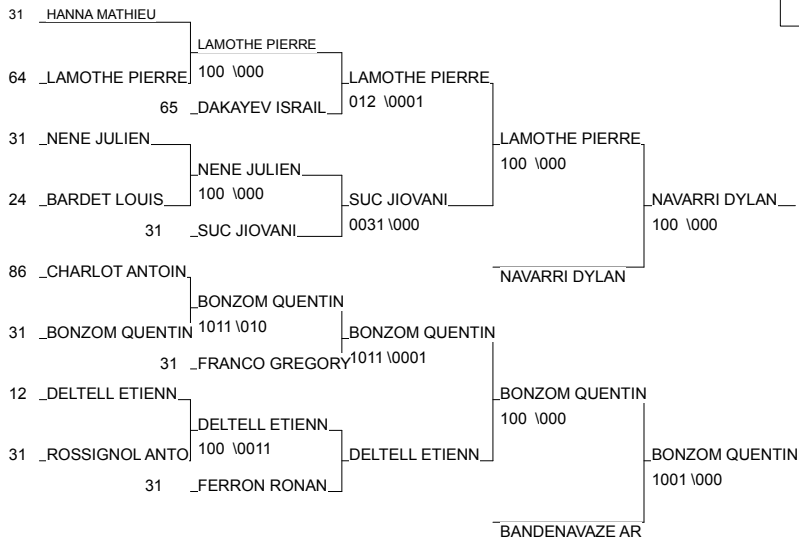 31 HANNA MATHIEU
LAMOTHE PIERRE
64 LAMOTHE PIERRE 100 \000 LAMOTHE PIERRE
65 DAKAYEV ISRAIL 012 \0001
31 NENE JULIEN LAMOTHE PIERRE
100 \000
NENE JULIEN
24 BARDET LOUIS 100 \000 SUC JIOVANI NAVARRI DYLAN
31 SUC JIOVANI 0031 \000 100 \000
86 CHARLOT ANTOIN NAVARRI DYLAN
BONZOM QUENTIN
31 BONZOM QUENTIN 1011 \010 BONZOM QUENTIN
31 FRANCO GREGORY 1011 \0001
12 DELTELL ETIENN BONZOM QUENTIN
100 \000
DELTELL ETIENN
31 ROSSIGNOL ANTO 100 \0011 DELTELL ETIENN BONZOM QUENTIN
31 FERRON RONAN 1001 \000
BANDENAVAZE AR